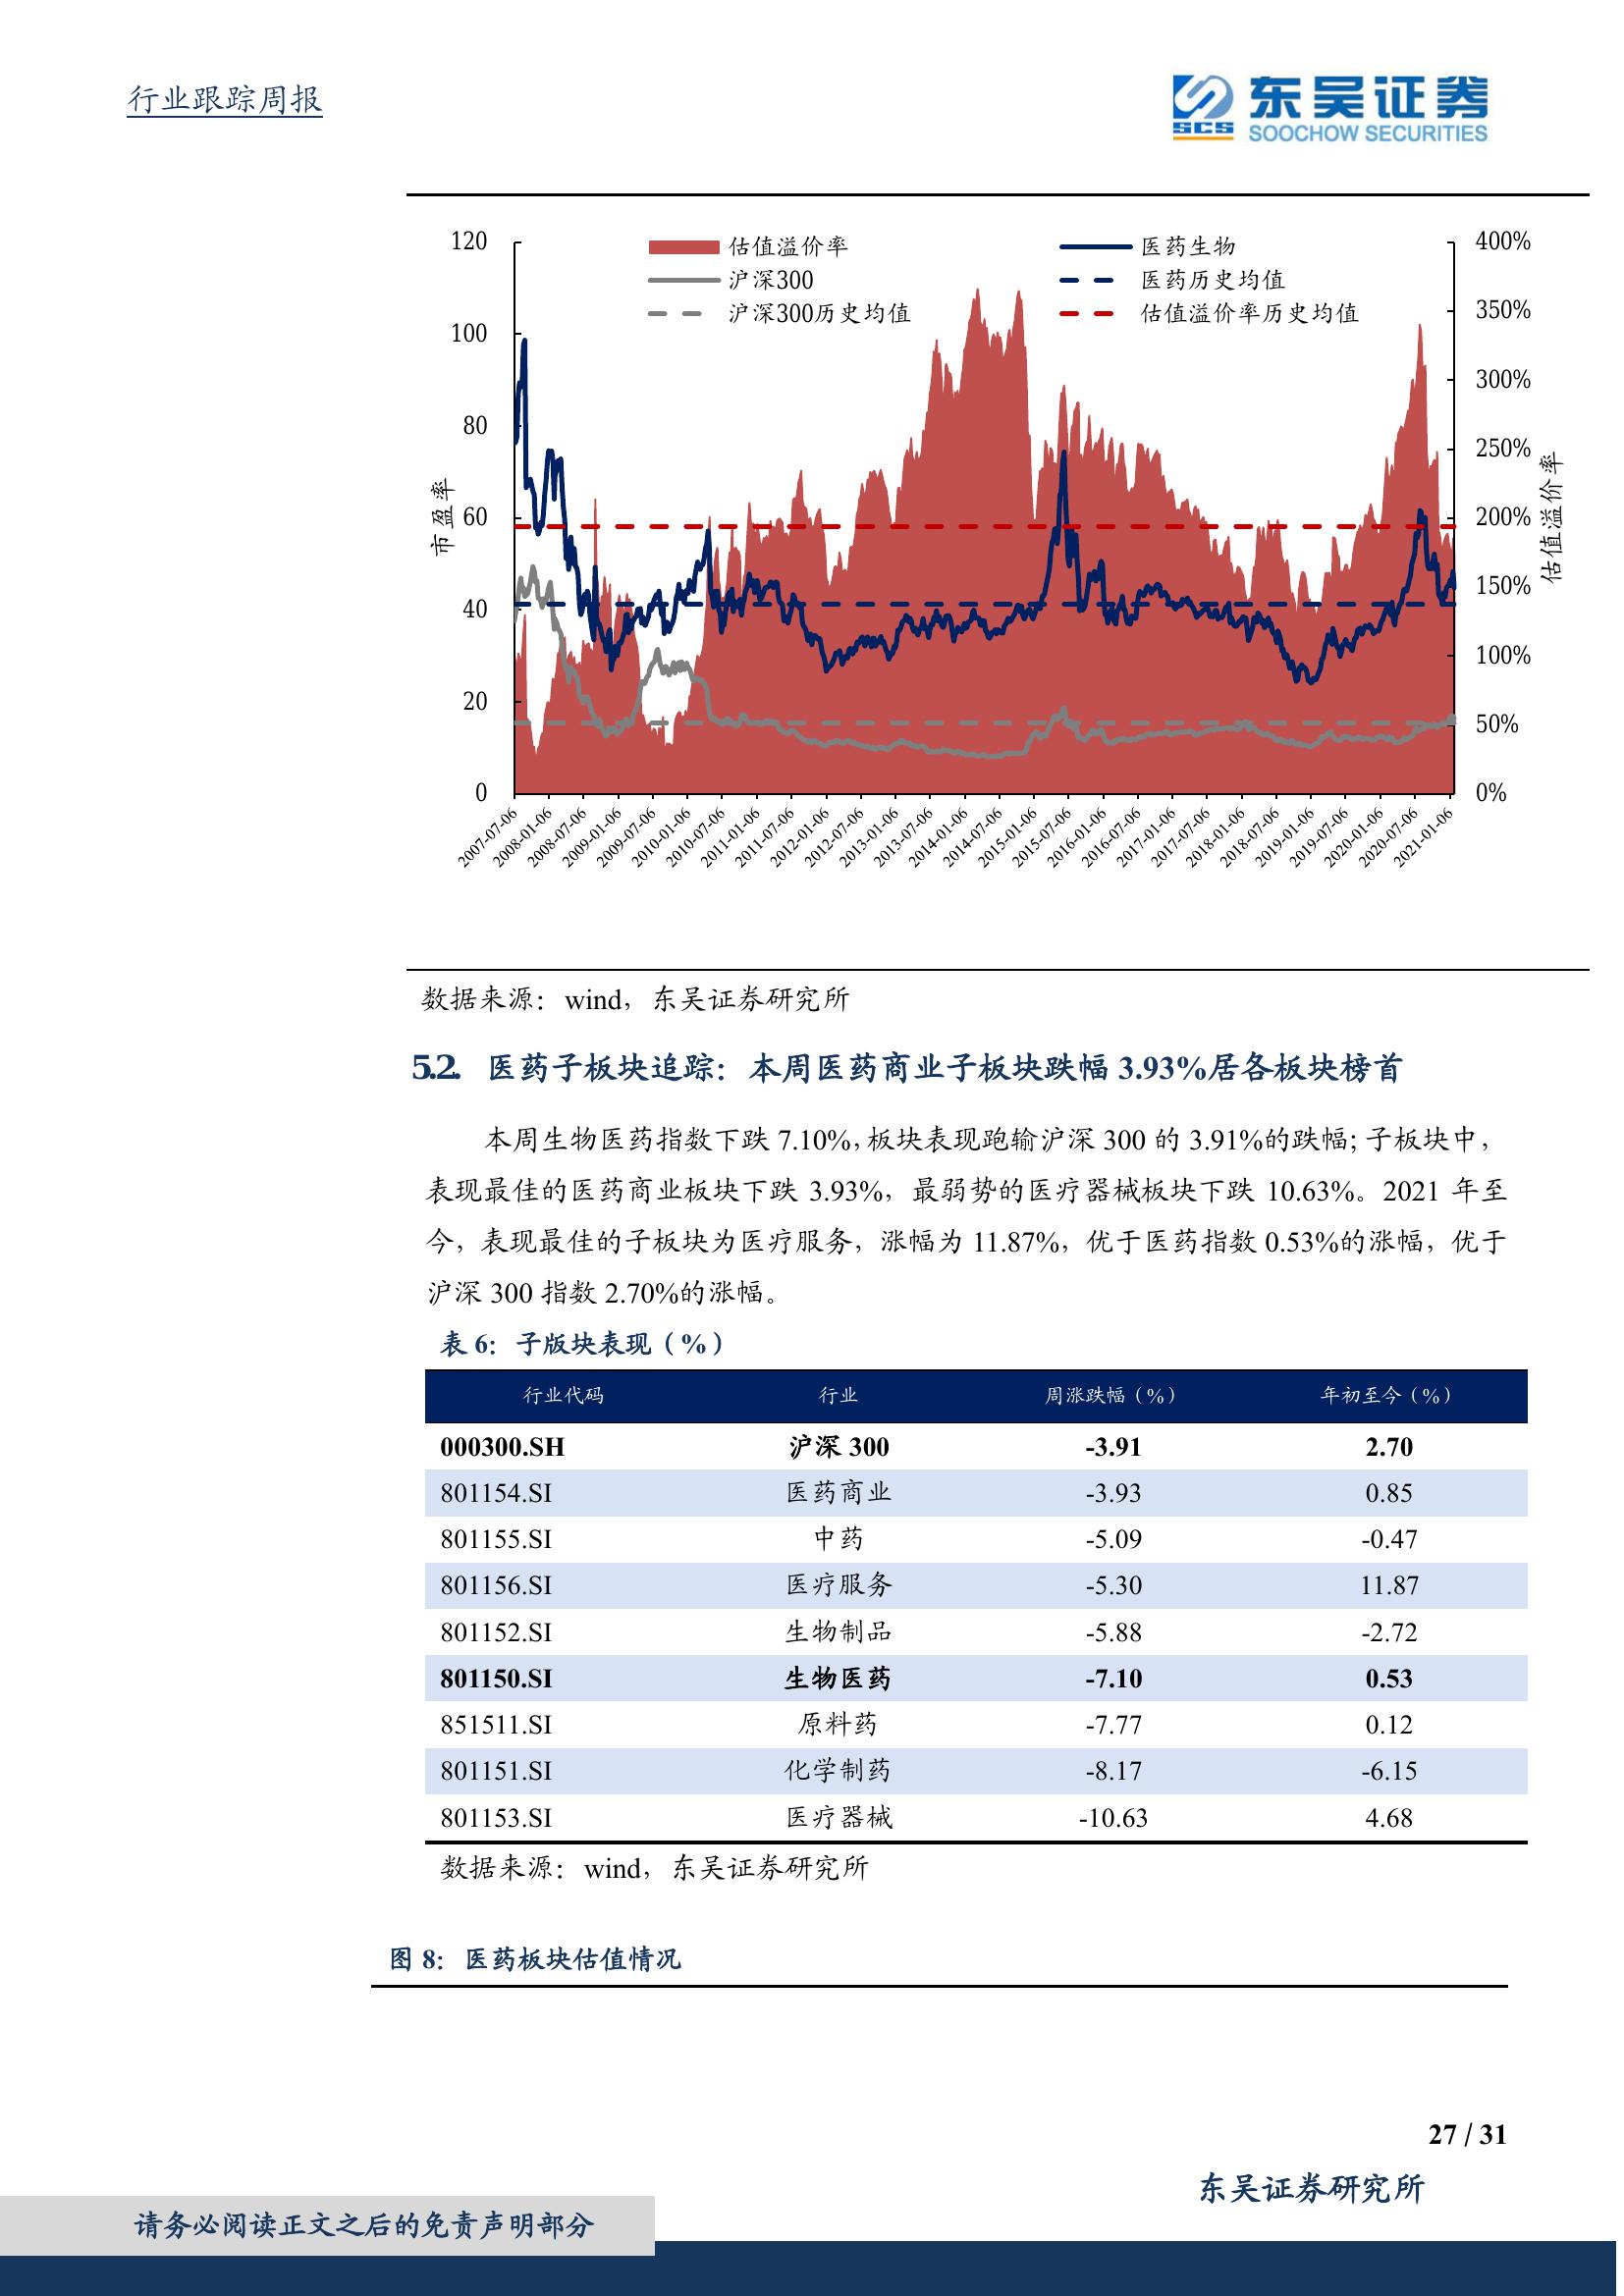 行业跟踪周报
东吴证券
SCS
SOOCHOW SECURITIES
估值溢价率 医药生物
沪深300 医药历史均值
沪深300历史均值 估值溢价率历史均值
120
100
80
60
40
20
0
市盈率
400%
350%
300%
250%
200%
150%
100%
50%
0%
估值溢价率
2007-07-06
2008-01-06
2008-07-06
2009-01-06
2009-07-06
2010-01-06
2010-07-06
2011-01-06
2011-07-06
2012-01-06
2012-07-06
2013-01-06
2013-07-06
2014-01-06
2014-07-06
2015-01-06
2015-07-06
2016-01-06
2016-07-06
2017-01-06
2017-07-06
2018-01-06
2018-07-06
2019-01-06
2019-07-06
2020-01-06
2020-07-06
2021-01-06
数据来源：wind，东吴证券研究所
5.2. 医药子板块追踪：本周医药商业子板块跌幅 3.93%居各板块榜首
本周生物医药指数下跌 7.10%，板块表现跑输沪深 300 的 3.91%的跌幅；子板块中，
表现最佳的医药商业板块下跌 3.93%，最弱势的医疗器械板块下跌 10.63%。2021 年至
今，表现最佳的子板块为医疗服务，涨幅为 11.87%，优于医药指数 0.53%的涨幅，优于
沪深 300 指数 2.70%的涨幅。
表 6：子版块表现（%）
行业代码 行业 周涨跌幅（%） 年初至今（%）
000300.SH 沪深 300 -3.91 2.70
801154.SI 医药商业 -3.93 0.85
801155.SI 中药 -5.09 -0.47
801156.SI 医疗服务 -5.30 11.87
801152.SI 生物制品 -5.88 -2.72
801150.SI 生物医药 -7.10 0.53
851511.SI 原料药 -7.77 0.12
801151.SI 化学制药 -8.17 -6.15
801153.SI 医疗器械 -10.63 4.68
数据来源：wind，东吴证券研究所
图 8：医药板块估值情况
27 / 31
东吴证券研究所
请务必阅读正文之后的免责声明部分